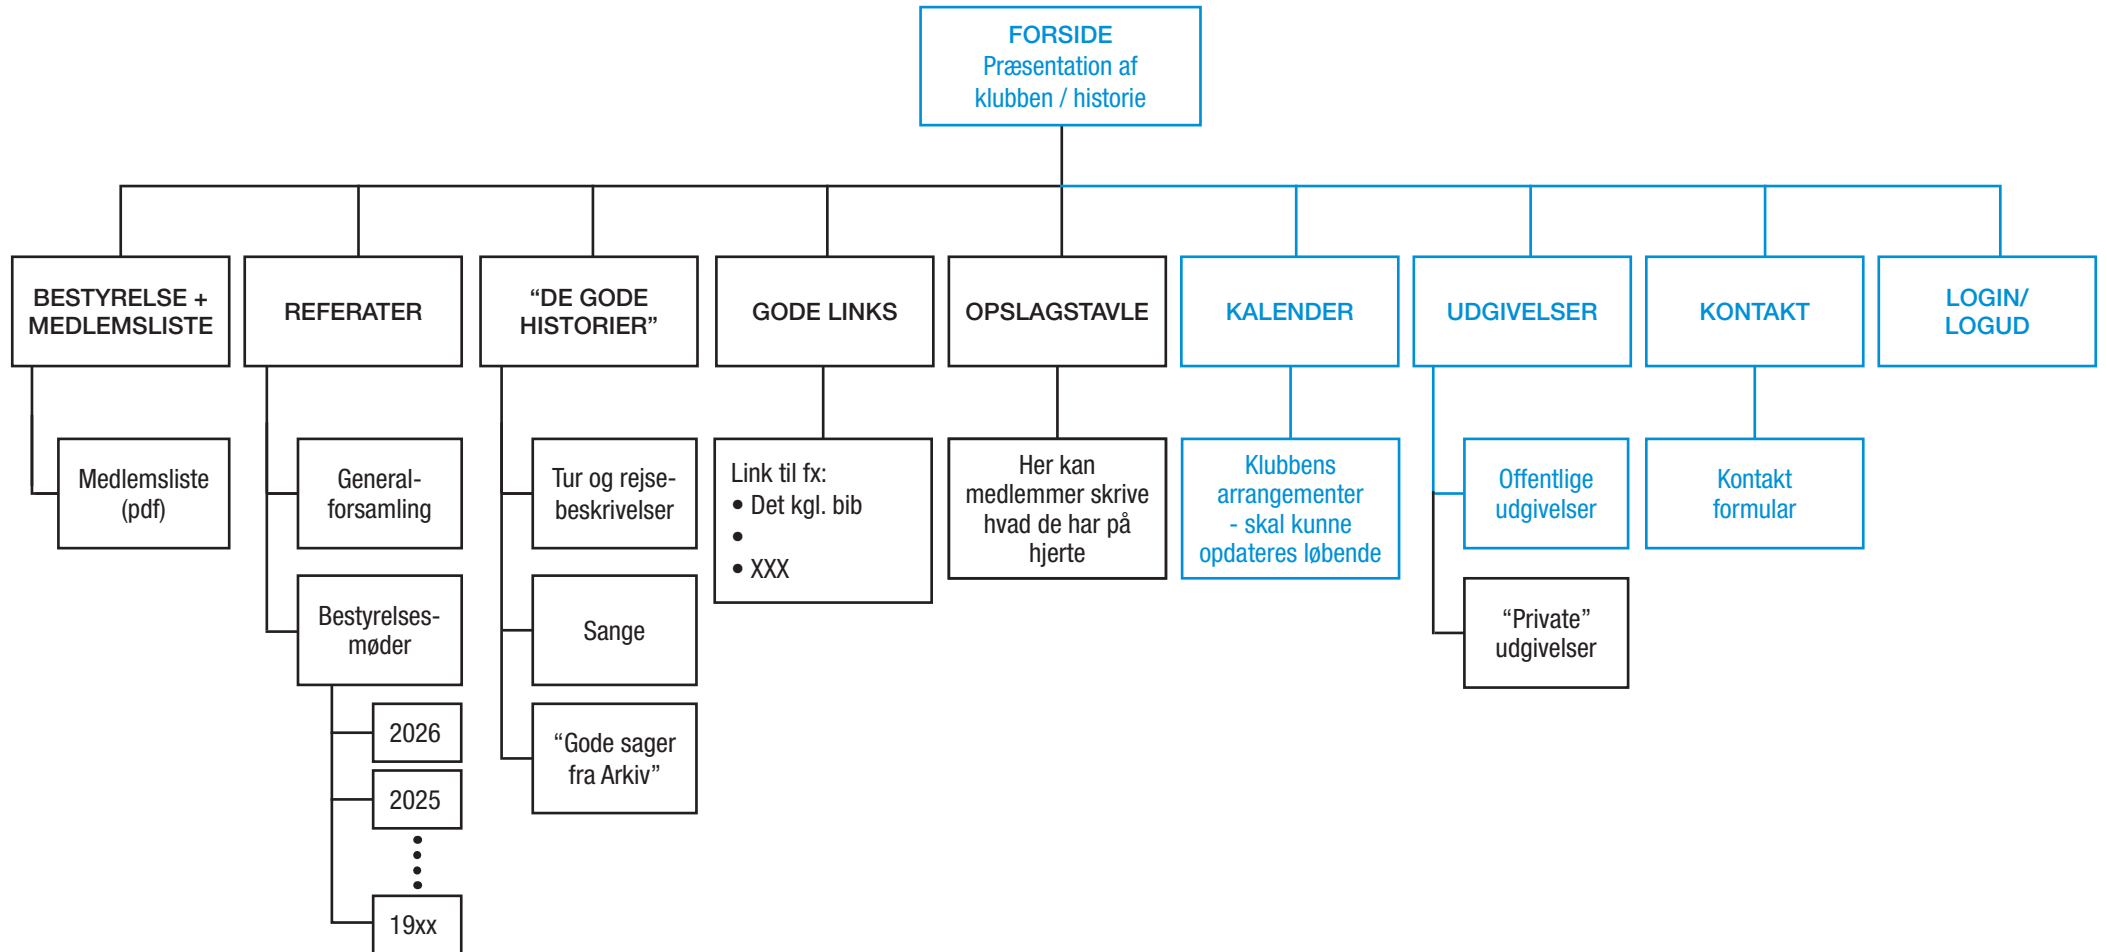 FORSIDE
Præsentation af
klubben / historie
BESTYRELSE +
MEDLEMSLISTE
REFERATER
“DE GODE
HISTORIER”
GODE LINKS
OPSLAGSTAVLE
KALENDER
UDGIVELSER
KONTAKT
LOGIN/
LOGUD
Medlemsliste
(pdf)
General-
forsamling
Bestyrelses-
møder
2026
2025
19xx
Tur og rejse-
beskrivelser
Sange
“Gode sager
fra Arkiv”
Link til fx:
• Det kgl. bib
•
• XXX
Her kan
medlemmer skrive
hvad de har på
hjerte
Klubbens
arrangementer
- skal kunne
opdateres løbende
Offentlige
udgivelser
“Private”
udgivelser
Kontakt
formular